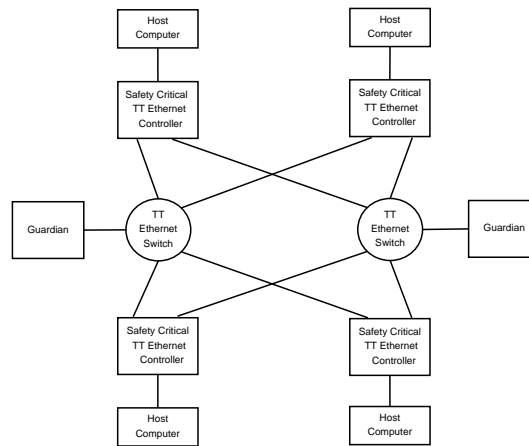 Host
Computer
Host
Computer
Safety Critical
TT Ethernet
Controller
Safety Critical
TT Ethernet
Controller
Guardian
TT
Ethernet
Switch
TT
Ethernet
Switch
Guardian
Safety Critical
TT Ethernet
Controller
Safety Critical
TT Ethernet
Controller
Host
Computer
Host
Computer